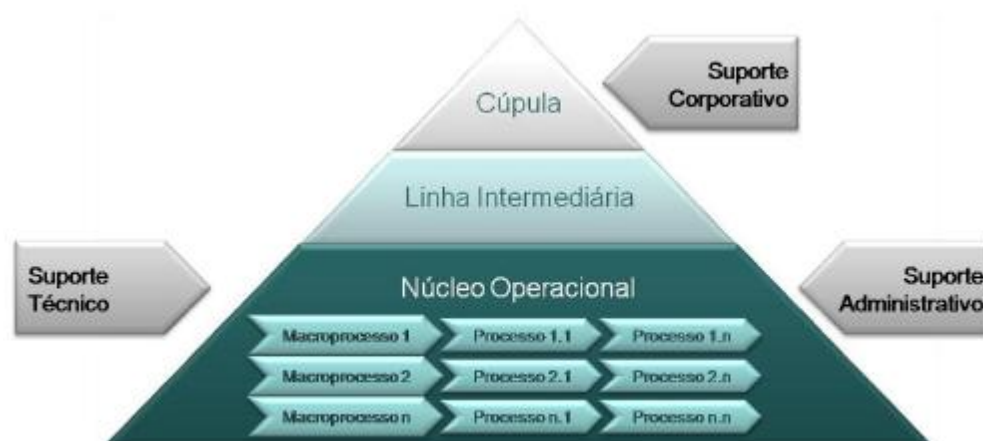 Suporte
Corporativo
Cúpula
Linha Intermediária
Suporte
Técnico
Núcleo Operacional
Suporte
Administrativo
Macroprocesso 1 Processo 1.1 Processo 1.n
Macroprocesso 2 Processo 2.1 Processo 2.n
Macroprocesso n Processo n.1 Processo n.n